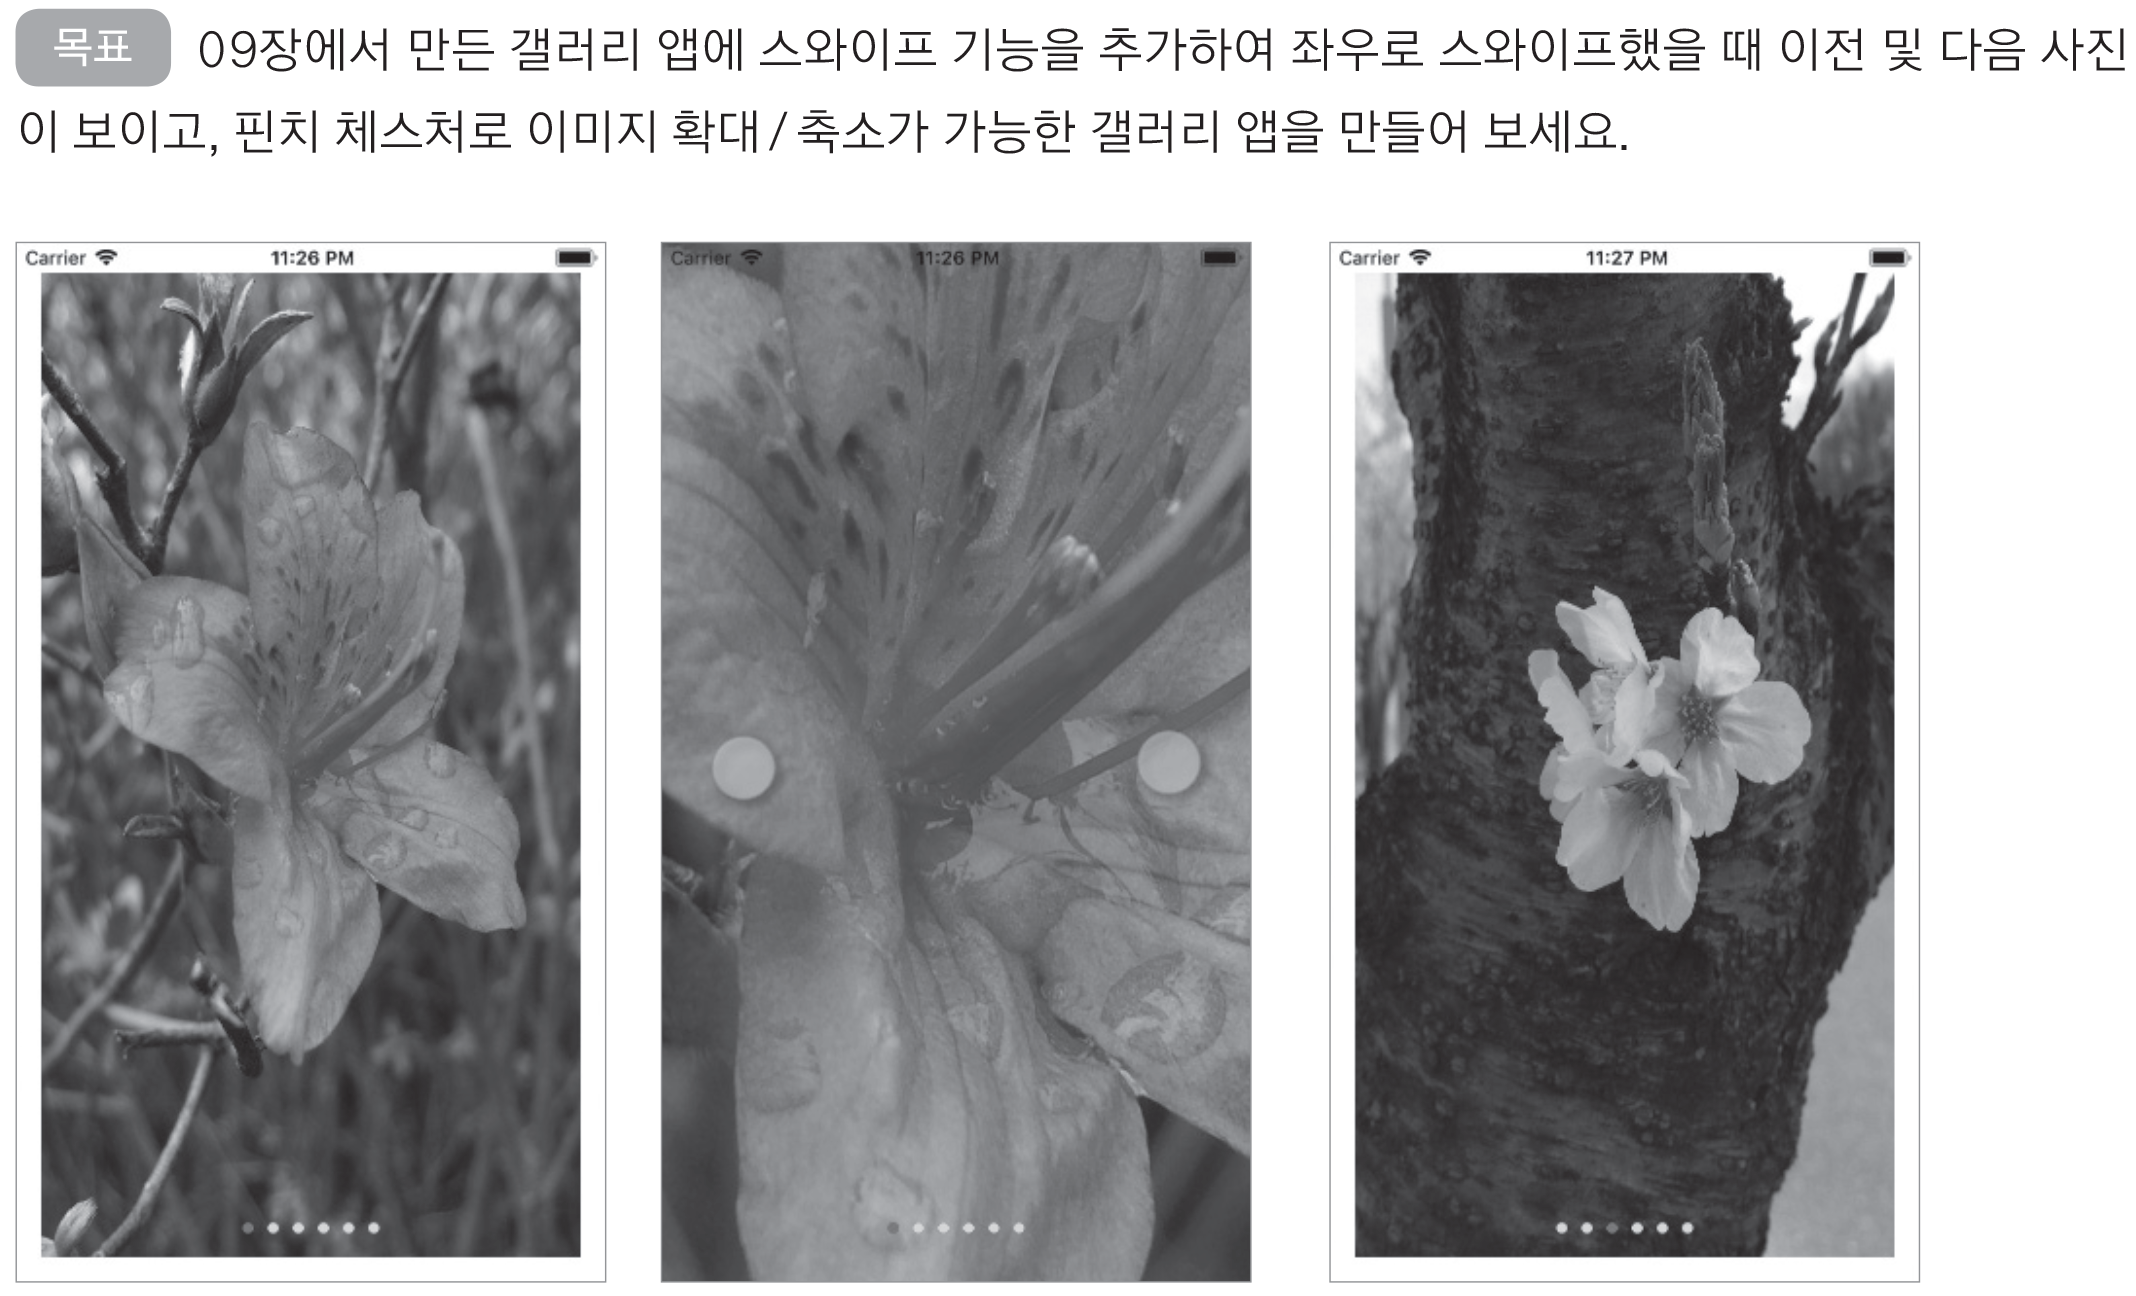 목표 09장에서 만든 갤러리 앱에 스와이프 기능을 추가하여 좌우로 스와이프했을 때 이전 및 다음 사진
이 보이고, 핀치 체스처로 이미지 확대/축소가 가능한 갤러리 앱을 만들어 보세요.
Carrier 11:26 PM
Carrier 11:26 PM
Carrier 11:27 PM